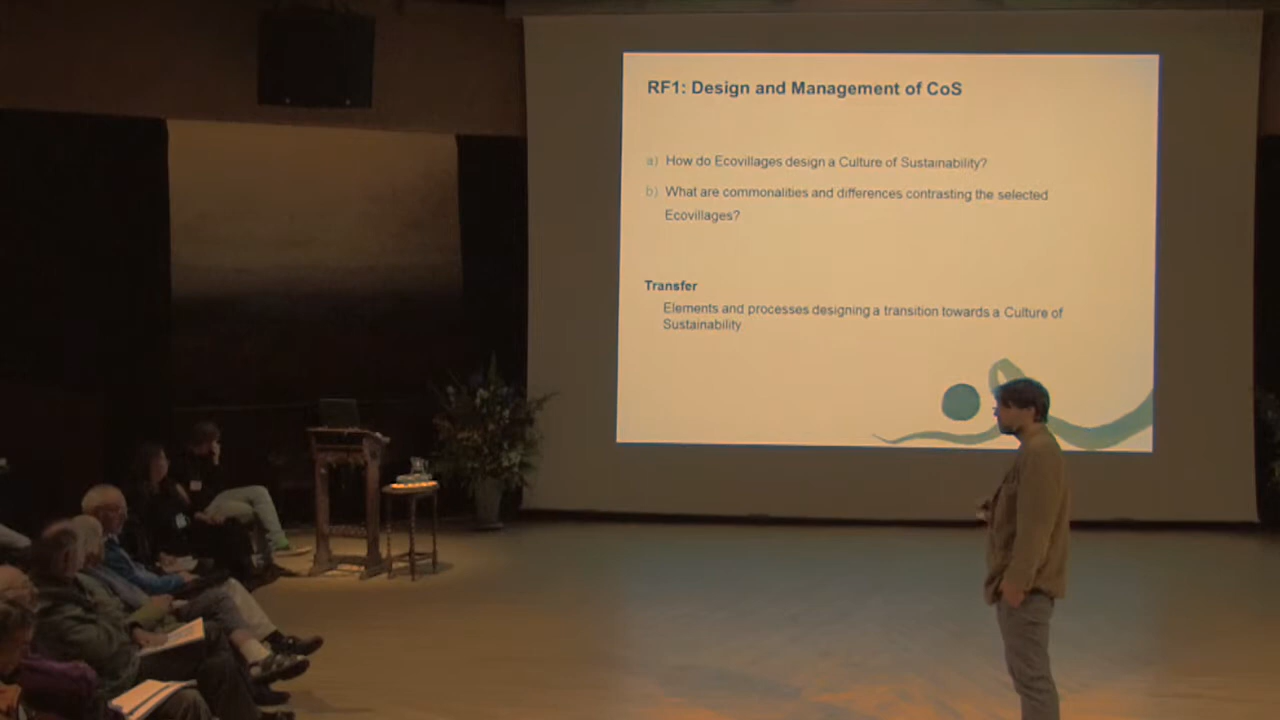 RF1: Design and Management of CoS
a) How do Ecovillages design a Culture of Sustainability?
b) What are commonalities and differences contrasting the selected
Ecovillages?
Transfer
Elements and processes designing a transition towards a Culture of
Sustainability